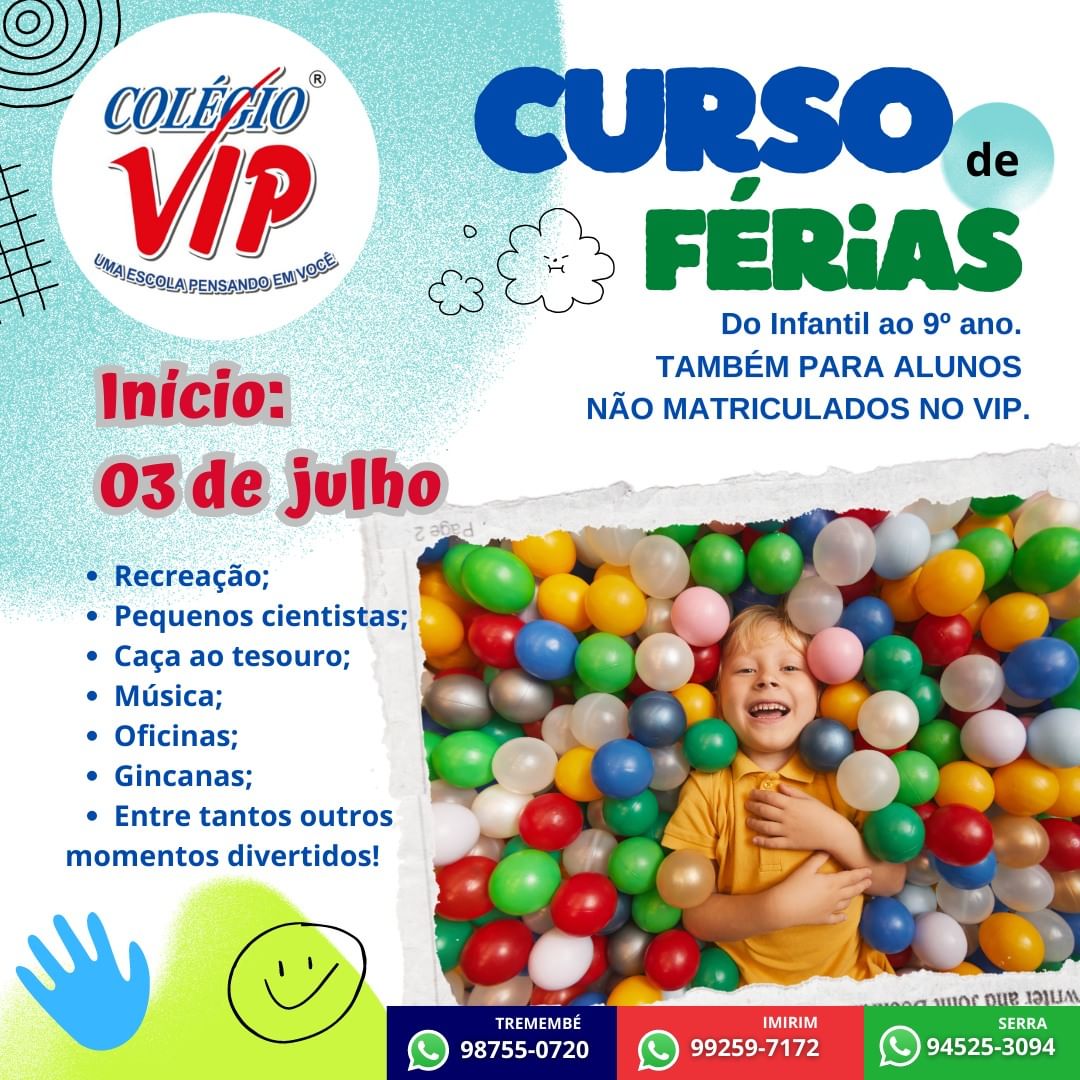 COLÉGIO ®
VIP
UMA ESCOLA PENSANDO EM VOCÊ
CURSO
de
FÉRiAS
Do Infantil ao 9º ano.
TAMBÉM PARA ALUNOS
NÃO MATRICULADOS NO VIP.
Início:
03 de julho
Page 2
• Recreação;
• Pequenos cientistas;
• Caça ao tesouro;
• Música;
• Oficinas;
• Gincanas;
• Entre tantos outros
momentos divertidos!
TREMEMBÉ
98755-0720
IMIRIM
99259-7172
SERRA
94525-3094